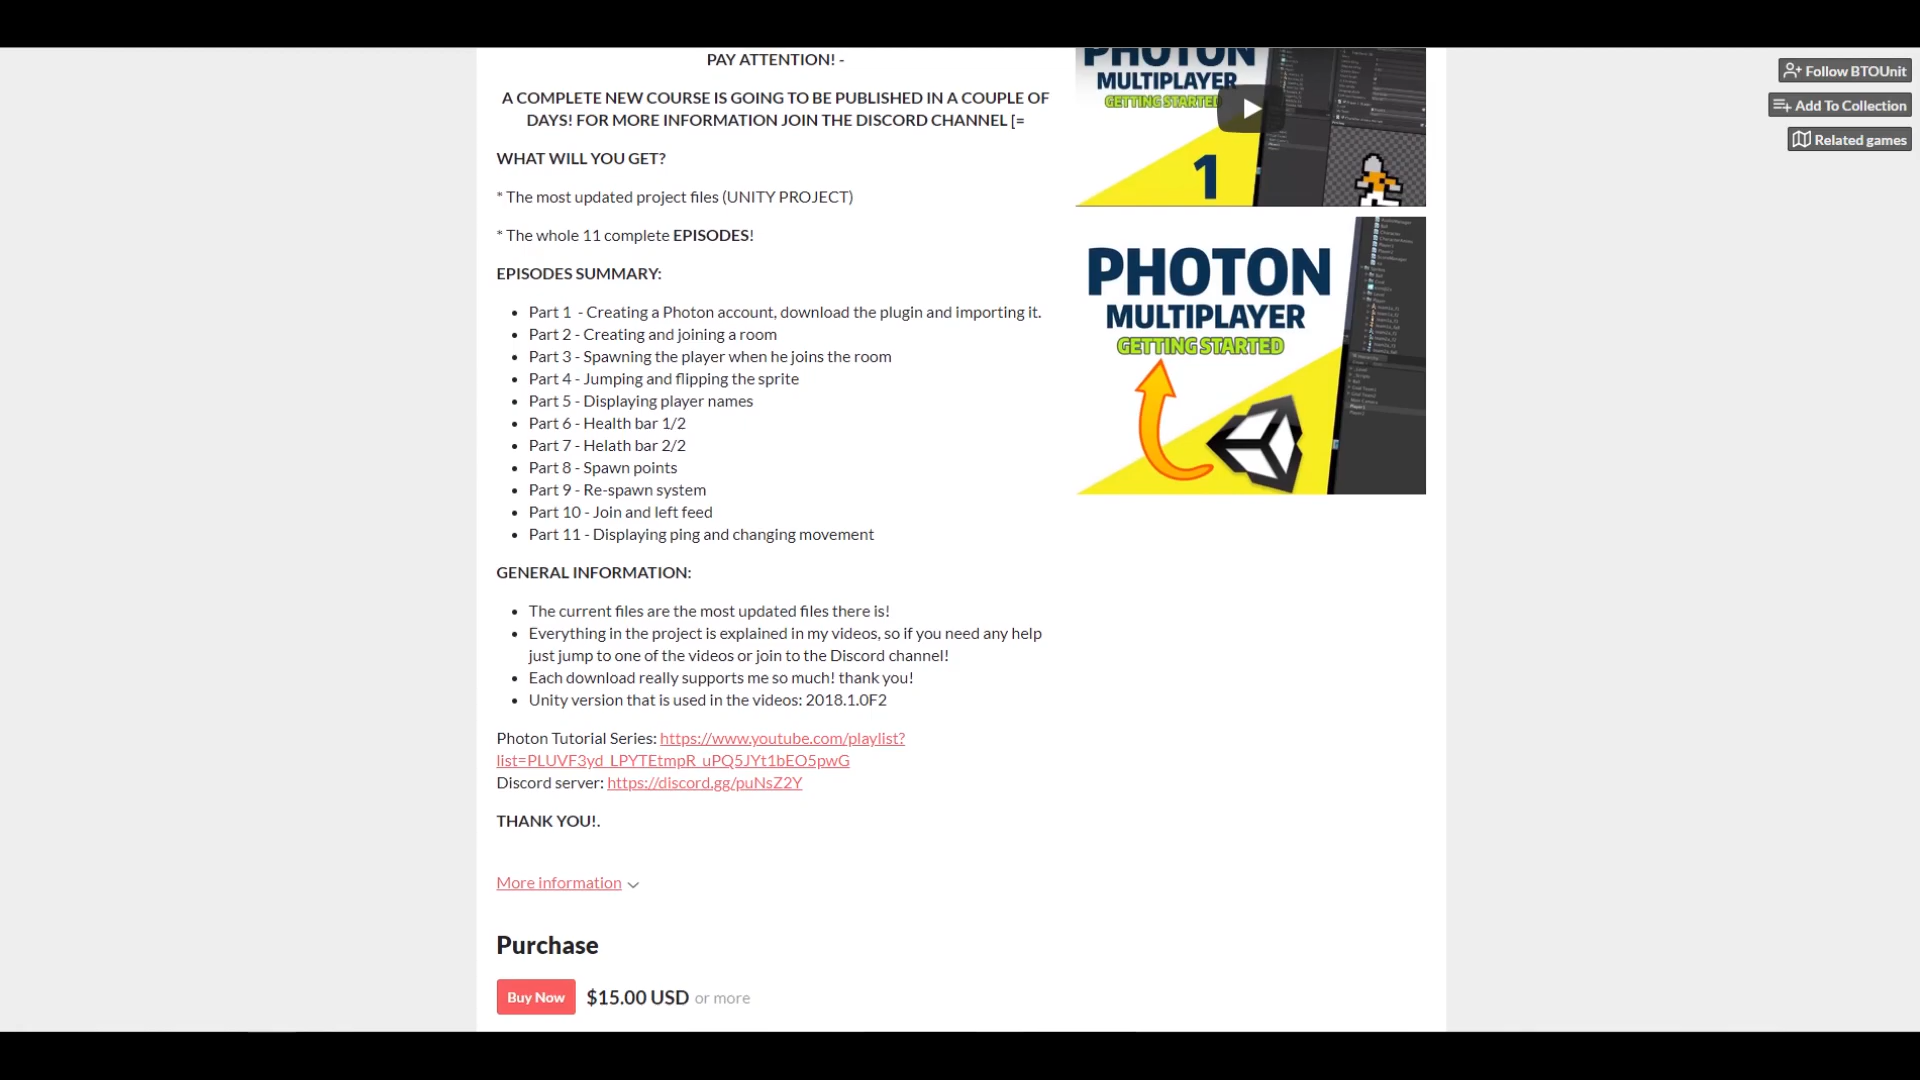 PAY ATTENTION! -
A COMPLETE NEW COURSE IS GOING TO BE PUBLISHED IN A COUPLE OF
DAYS! FOR MORE INFORMATION JOIN THE DISCORD CHANNEL [=
WHAT WILL YOU GET?
* The most updated project files (UNITY PROJECT)
* The whole 11 complete EPISODES!
EPISODES SUMMARY:
Part 1 - Creating a Photon account, download the plugin and importing it.
Part 2 - Creating and joining a room
Part 3 - Spawning the player when he joins the room
Part 4 - Jumping and flipping the sprite
Part 5 - Displaying player names
Part 6 - Health bar 1/2
Part 7 - Helath bar 2/2
Part 8 - Spawn points
Part 9 - Re-spawn system
Part 10 - Join and left feed
Part 11 - Displaying ping and changing movement
GENERAL INFORMATION:
The current files are the most updated files there is!
Everything in the project is explained in my videos, so if you need any help
just jump to one of the videos or join to the Discord channel!
Each download really supports me so much! thank you!
Unity version that is used in the videos: 2018.1.0F2
Photon Tutorial Series: https://www.youtube.com/playlist?
list=PLUVF3yd_LPYTEtmpR_uPQ5JYt1bEO5pwG
Discord server: https://discord.gg/puNsZ2Y
THANK YOU!.
More information
Purchase
Buy Now $15.00 USD or more
PHOTON
MULTIPLAYER
GETTING STARTED
1
PHOTON
MULTIPLAYER
GETTING STARTED
Follow BTOUnit
Add To Collection
Related games